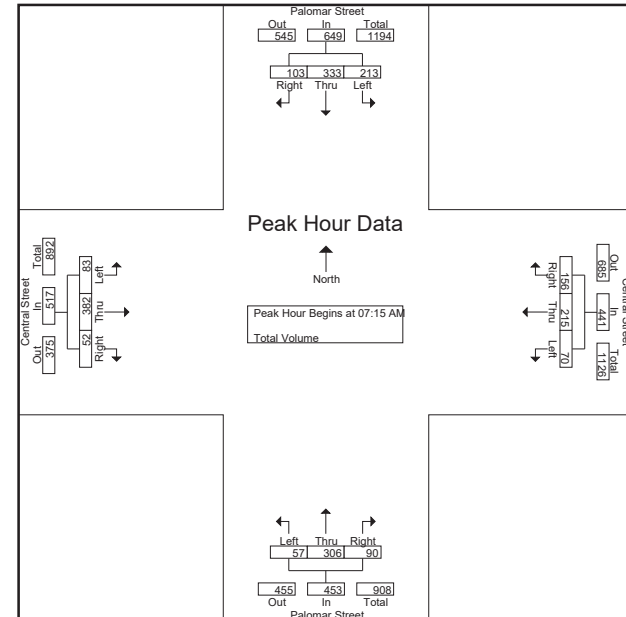 Palomar Street
Out In Total
545 649 1194
103 333 213
Right Thru Left
Peak Hour Data
North
Peak Hour Begins at 07:15 AM
Total Volume
Central Street
Total In Out
892 517 375
83 382 52
Left Thru Right
156 215 70
Right Thru Left
685 441 1126
Out In Total
Central Street
Left Thru Right
57 306 90
455 453 908
Out In Total
Palomar Street